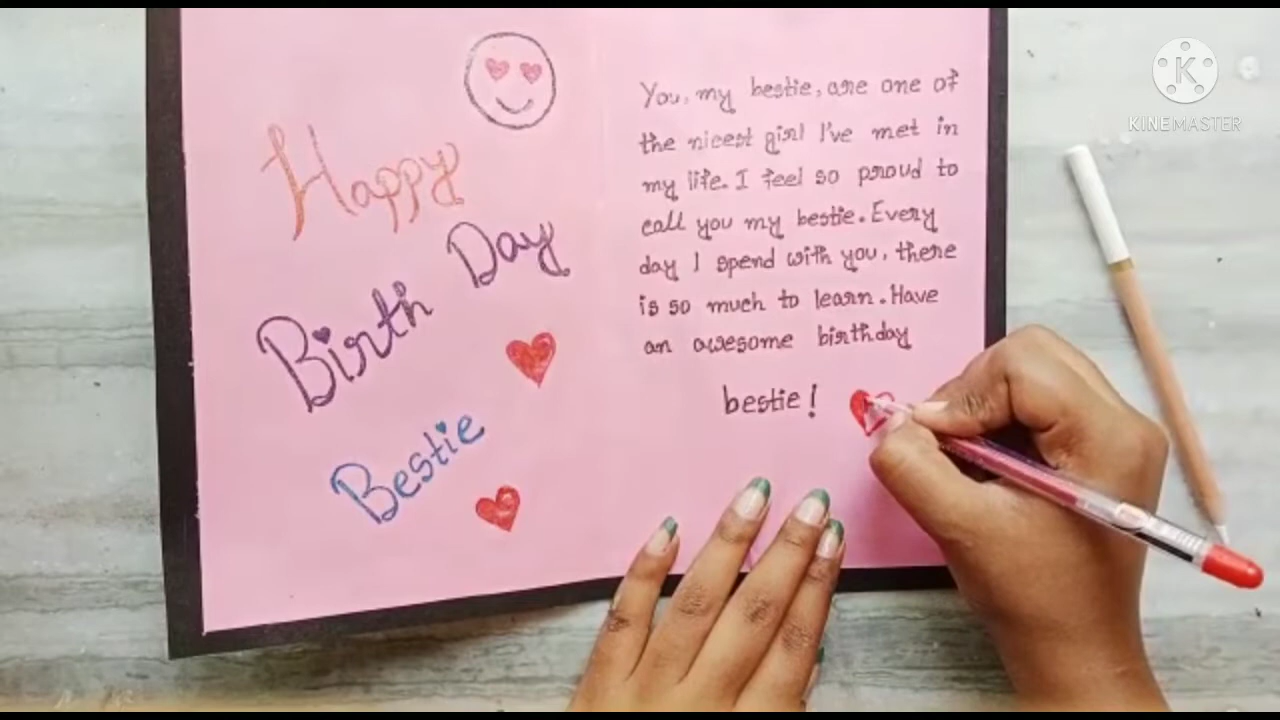 Happy
Birth Day
Bestie
You, my bestie, are one of
the nicest girl I've met in
my life. I feel so proud to
call you my bestie. Every
day I spend with you, there
is so much to learn. Have
an awesome birthday
bestie!
K
KINEMASTER